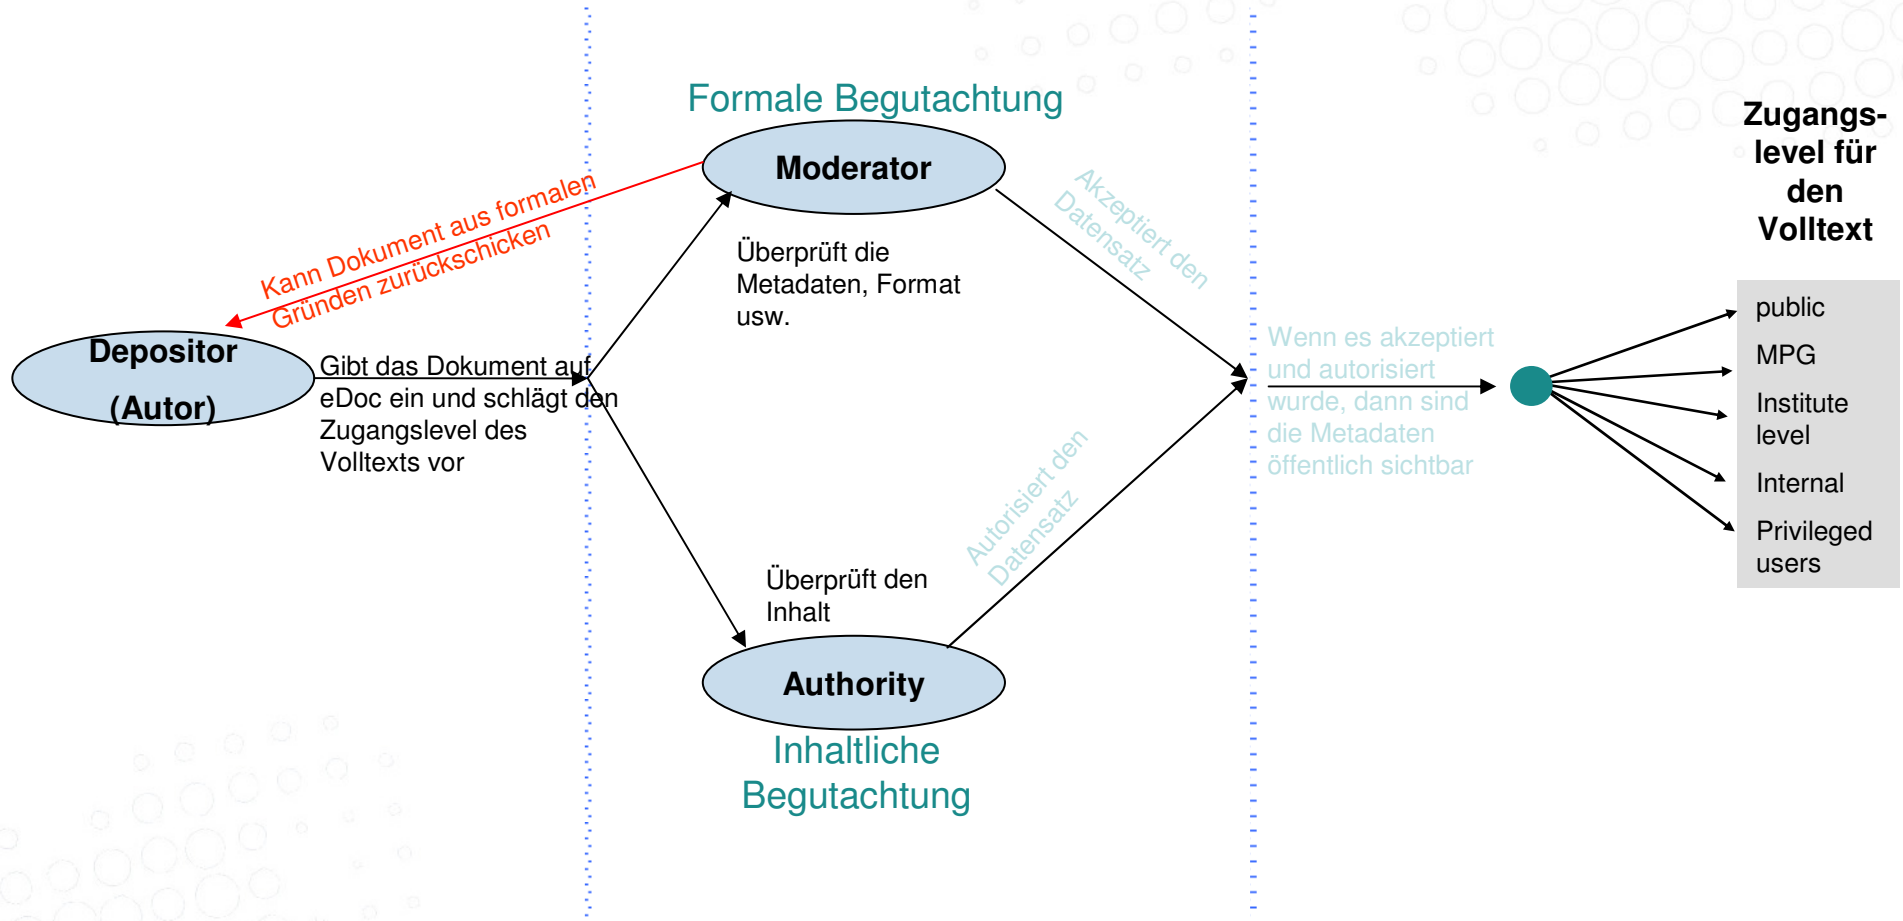 Formale Begutachtung
Moderator
Überprüft die
Metadaten, Format
usw.
Kann Dokument aus formalen
Gründen zurückschicken
Depositor
(Autor)
Gibt das Dokument auf
eDoc ein und schlägt den
Zugangslevel des
Volltexts vor
Akzeptiert den
Datensatz
Überprüft den
Inhalt
Authority
Inhaltliche
Begutachtung
Autorisiert den
Datensatz
Wenn es akzeptiert
und autorisiert
wurde, dann sind
die Metadaten
öffentlich sichtbar
Zugangs-
level für
den
Volltext
public
MPG
Institute
level
Internal
Privileged
users